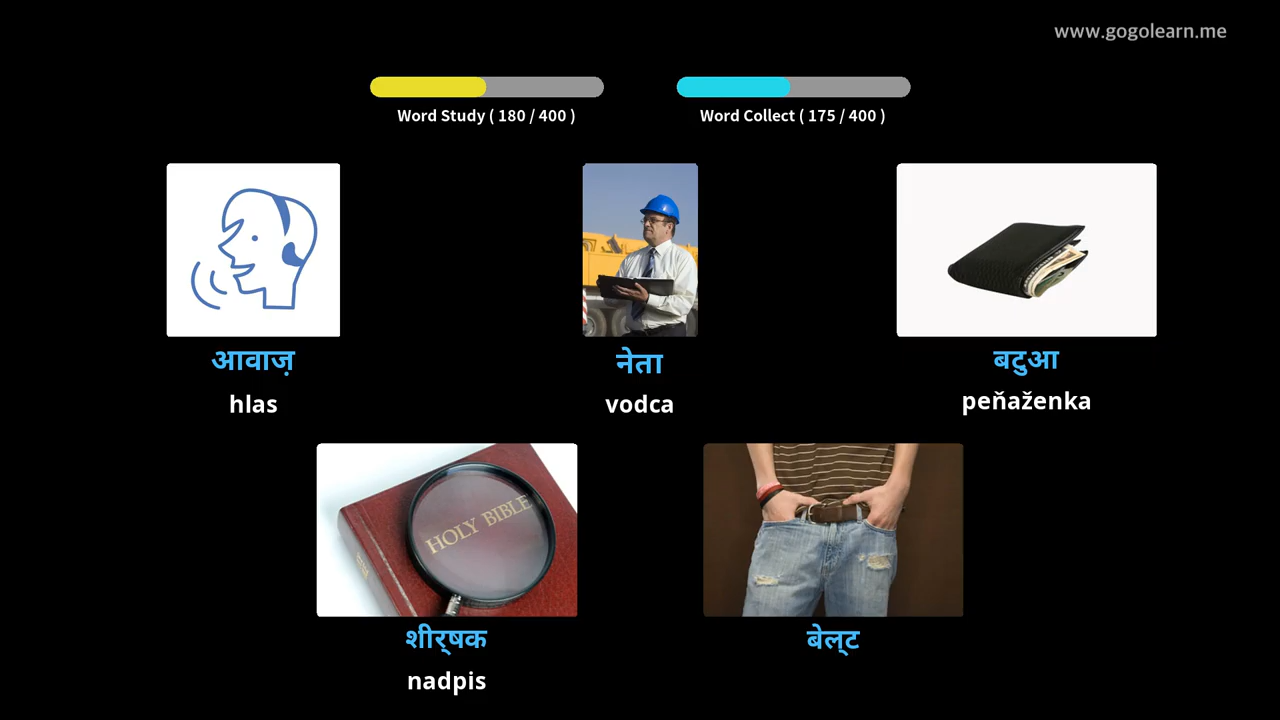 www.gogolearn.me
Word Study ( 180 / 400 )
Word Collect ( 175 / 400 )
आवाज़
नेता
बटुआ
hlas
vodca
peňaženka
HOLY BIBLE
शीर्षक
बेल्ट
nadpis